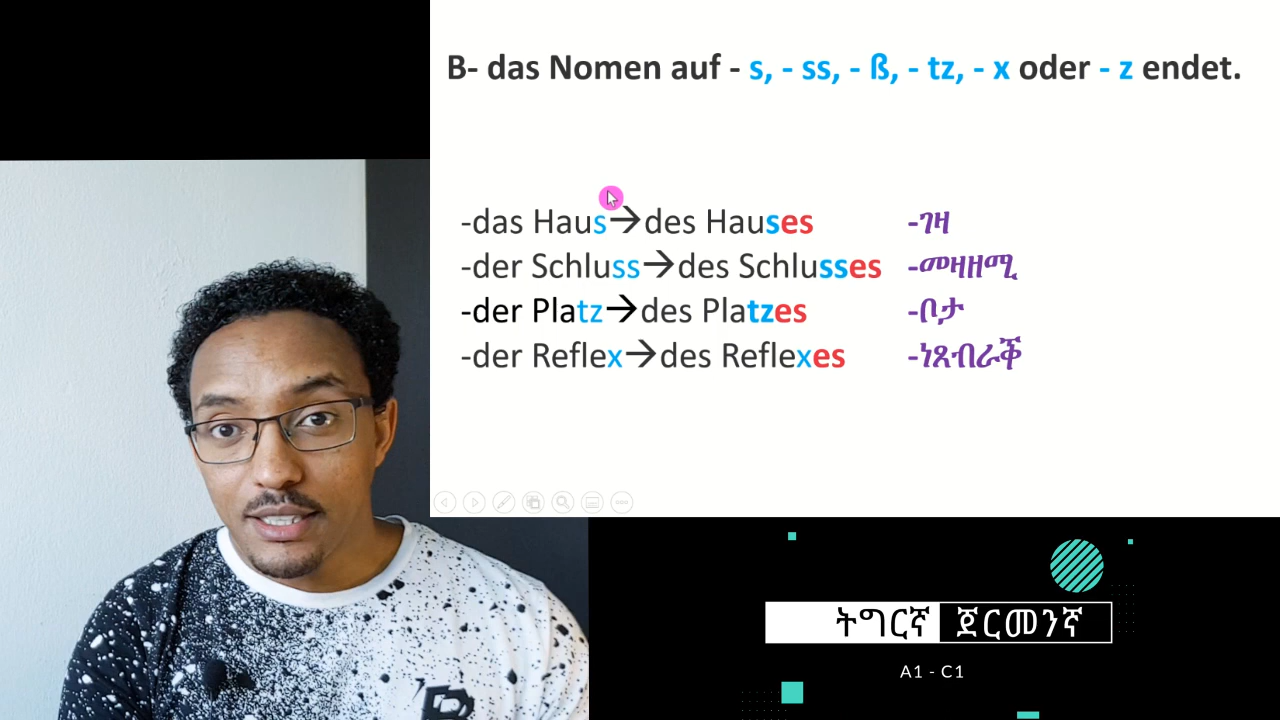 B- das Nomen auf - s, - ss, - ß, - tz, - x oder - z endet.
-das Haus→des Hauses -ገዛ
-der Schluss→des Schlusses -መዛዘሚ
-der Platz→des Platzes -ቦታ
-der Reflex→des Reflexes -ነጸብራቕ
ትግርኛ ጀርመንኛ
A1 - C1